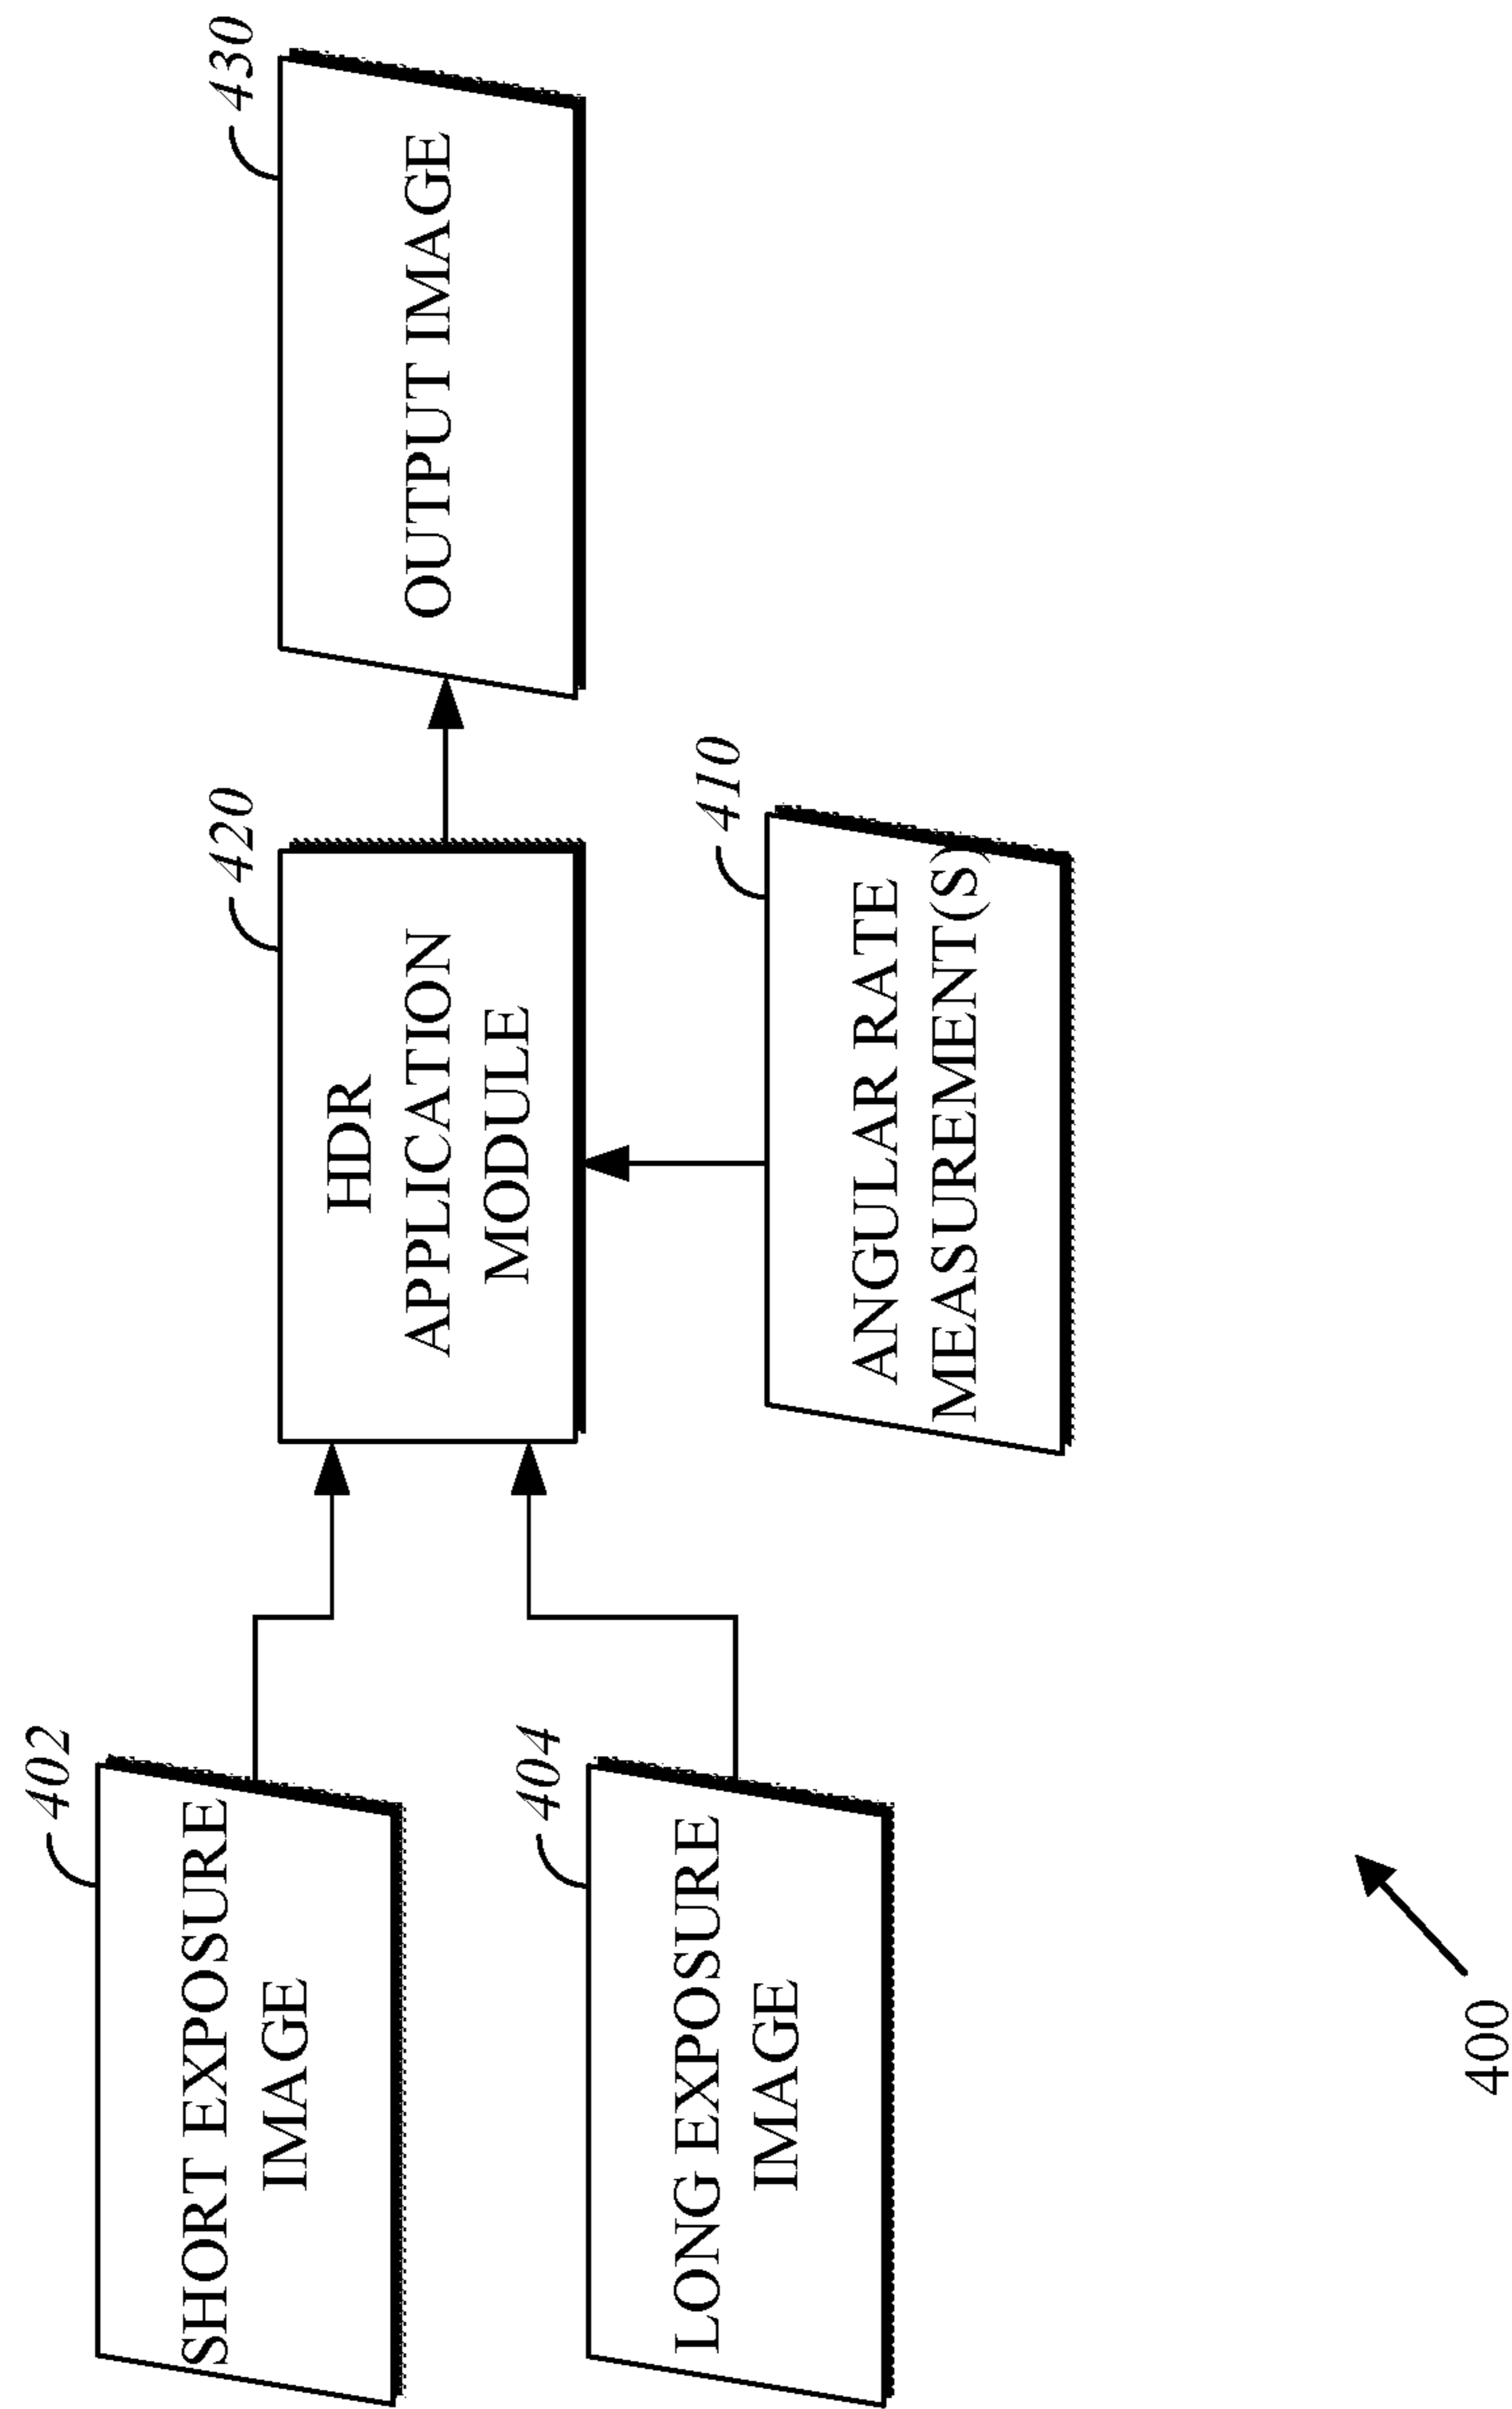 402
SHORT EXPOSURE
IMAGE
404
LONG EXPOSURE
IMAGE
420
HDR
APPLICATION
MODULE
410
ANGULAR RATE
MEASUREMENT(S)
430
OUTPUT IMAGE
400